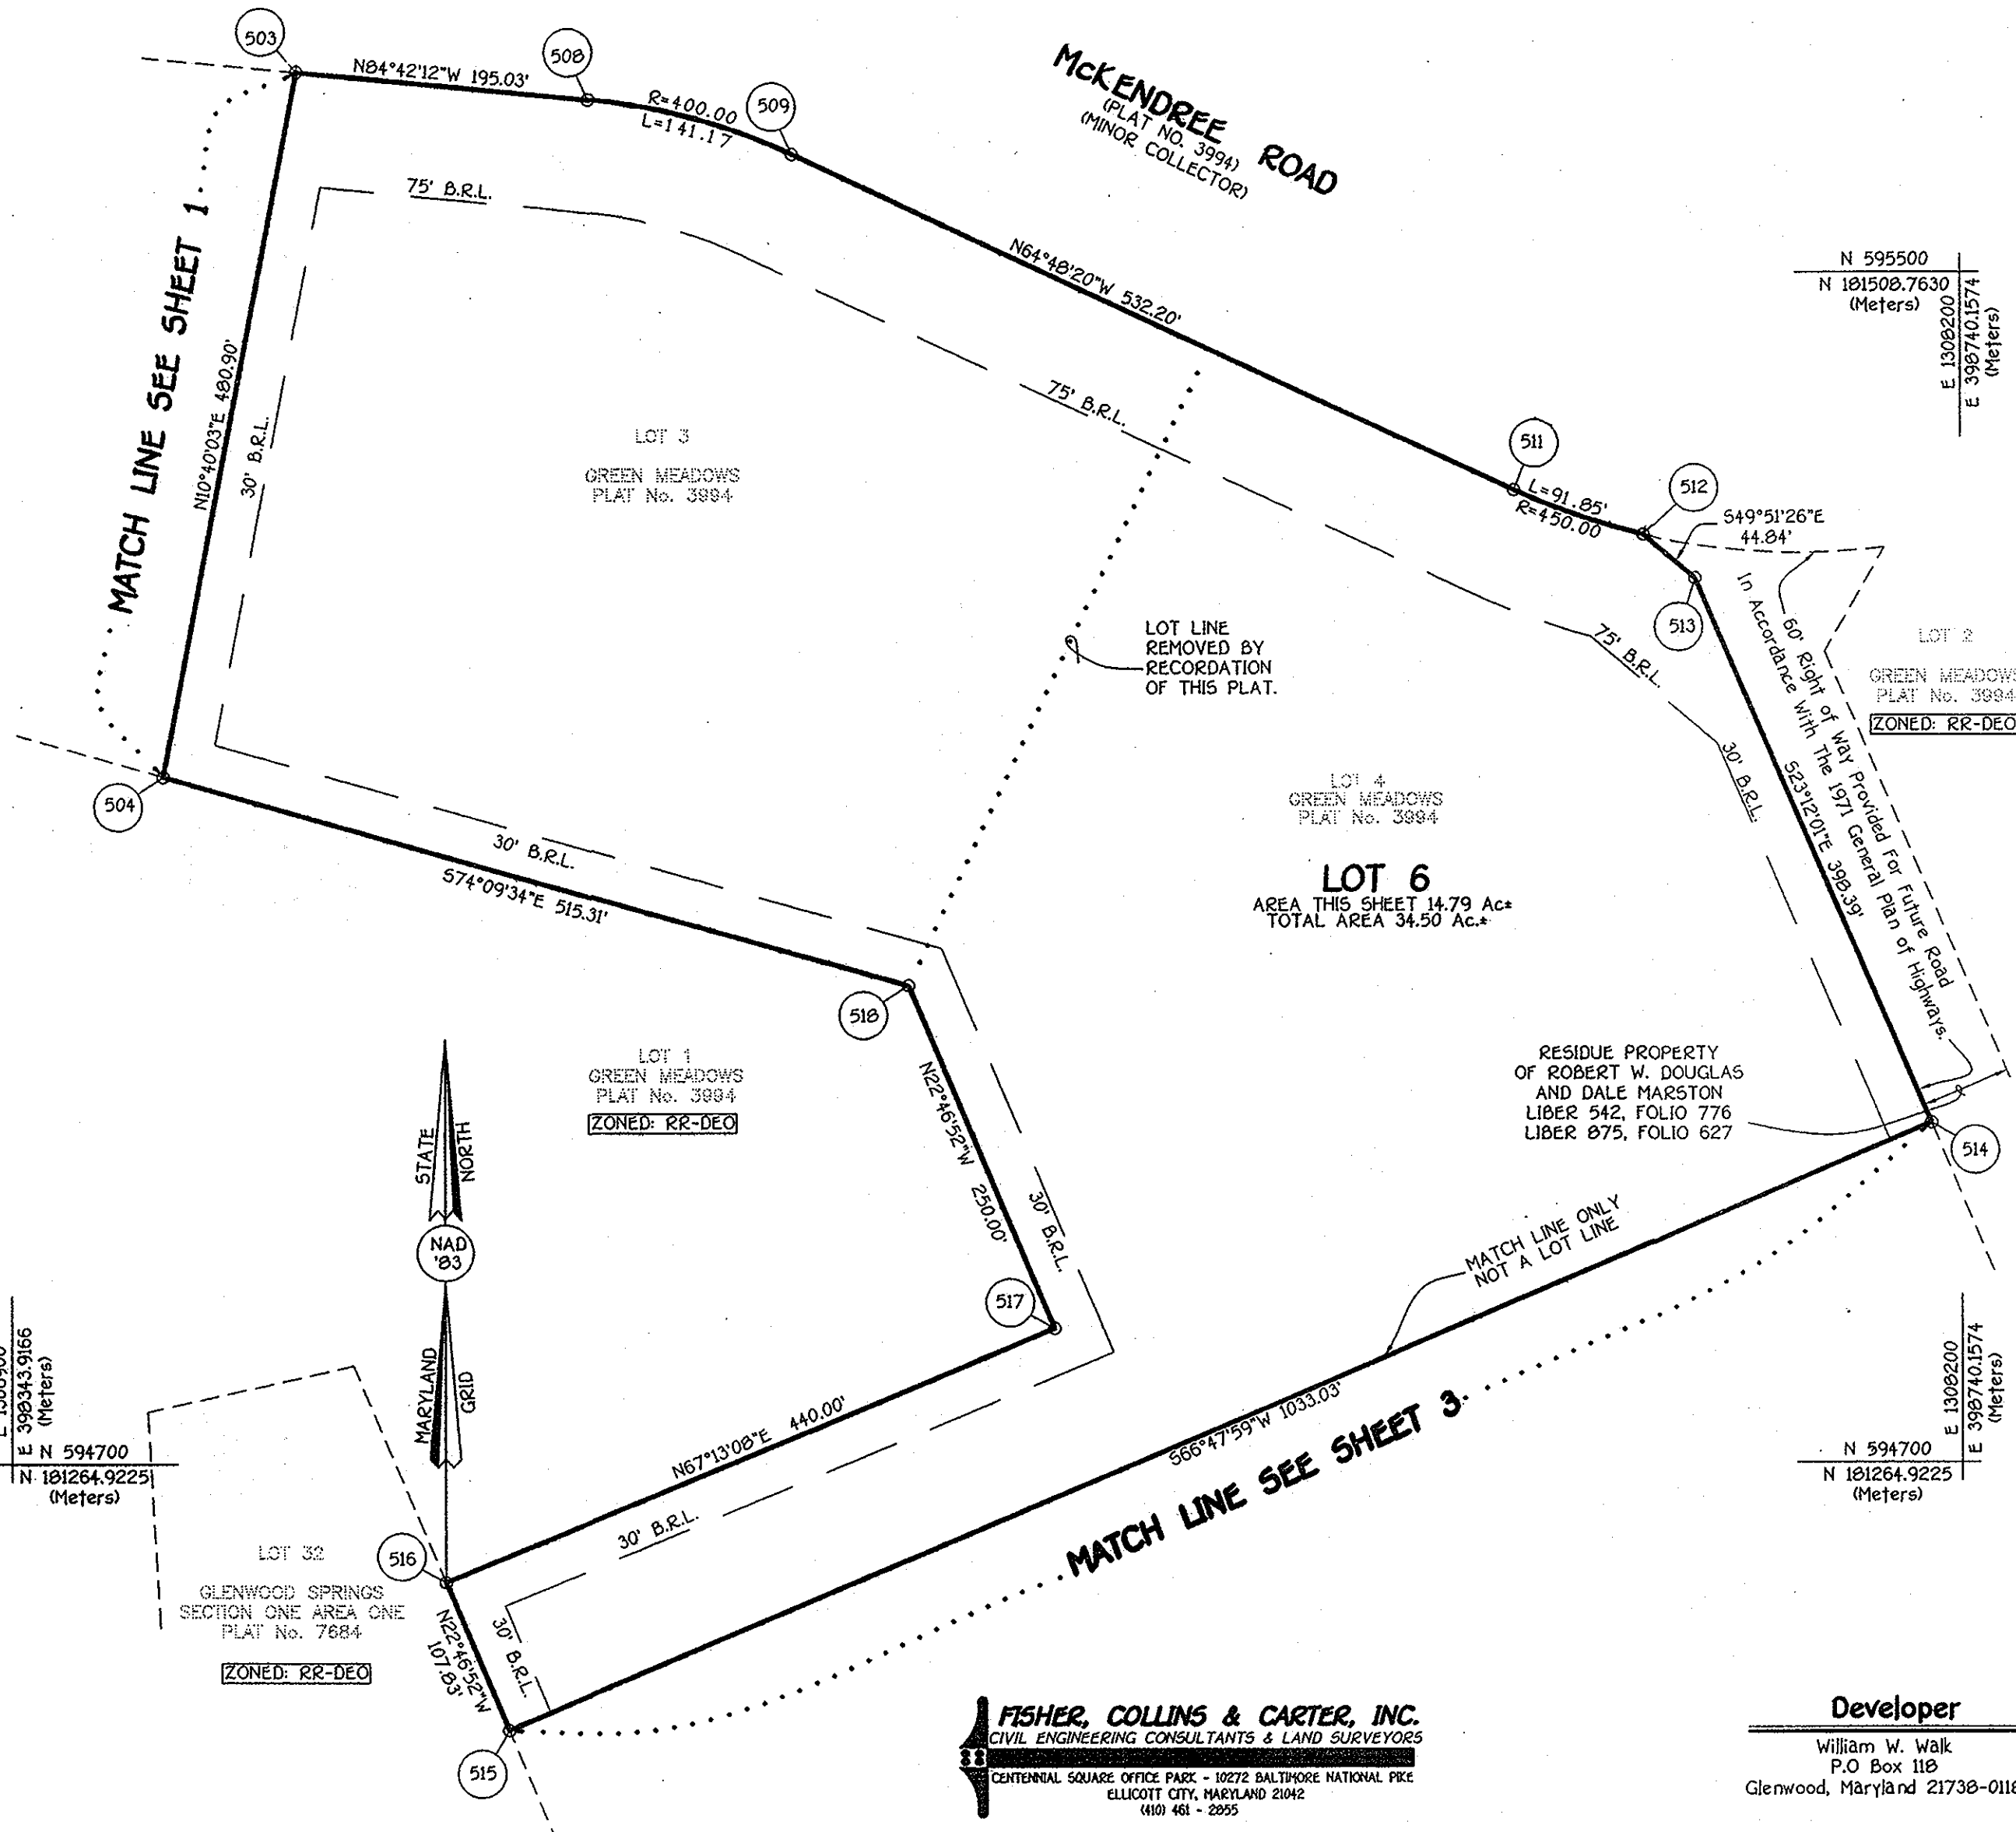 503
N84°42'12"W 195.03'
508
R=400.00
L=141.17
509
McKENDREE ROAD
(PLAT NO. 3994)
(MINOR COLLECTOR)
75' B.R.L.
N64°48'20"W 532.20'
N 595500
N 181508.7630
(Meters)
E 1308200
E 398740.1574
(Meters)
MATCH LINE SEE SHEET 1
N10°40'03"E 480.90'
30' B.R.L.
LOT 3
GREEN MEADOWS
PLAT No. 3994
75' B.R.L.
511
L=91.85'
R=450.00
512
S49°51'26"E
44.84'
513
LOT LINE
REMOVED BY
RECORDATION
OF THIS PLAT.
75' B.R.L.
60' Right of Way Provided For Future Road
In Accordance With The 1971 General Plan of Highways.
LOT 2
GREEN MEADOWS
PLAT No. 3994
ZONED: RR-DEO
504
30' B.R.L.
S74°09'34"E 515.31'
LOT 4
GREEN MEADOWS
PLAT No. 3994
LOT 6
AREA THIS SHEET 14.79 Ac±
TOTAL AREA 34.50 Ac.±
30' B.R.L.
S23°12'01"E 398.39'
518
LOT 1
GREEN MEADOWS
PLAT No. 3994
ZONED: RR-DEO
N22°46'52"W 250.00'
30' B.R.L.
RESIDUE PROPERTY
OF ROBERT W. DOUGLAS
AND DALE MARSTON
LIBER 542, FOLIO 776
LIBER 875, FOLIO 627
514
STATE NORTH
NAD
'83
MARYLAND GRID
517
MATCH LINE ONLY
NOT A LOT LINE
E 398343.9166
(Meters)
N 594700
N 181264.9225
(Meters)
N67°13'08"E 440.00'
S66°47'59"W 1033.03'
MATCH LINE SEE SHEET 3
E 1308200
E 398740.1574
(Meters)
N 594700
N 181264.9225
(Meters)
30' B.R.L.
516
LOT 32
GLENWOOD SPRINGS
SECTION ONE AREA ONE
PLAT No. 7684
ZONED: RR-DEO
N22°46'52"W
107.83'
30' B.R.L.
515
FISHER, COLLINS & CARTER, INC.
CIVIL ENGINEERING CONSULTANTS & LAND SURVEYORS
CENTENNIAL SQUARE OFFICE PARK - 10272 BALTIMORE NATIONAL PIKE
ELLICOTT CITY, MARYLAND 21042
(410) 461 - 2855
Developer
William W. Walk
P.O Box 118
Glenwood, Maryland 21738-0118